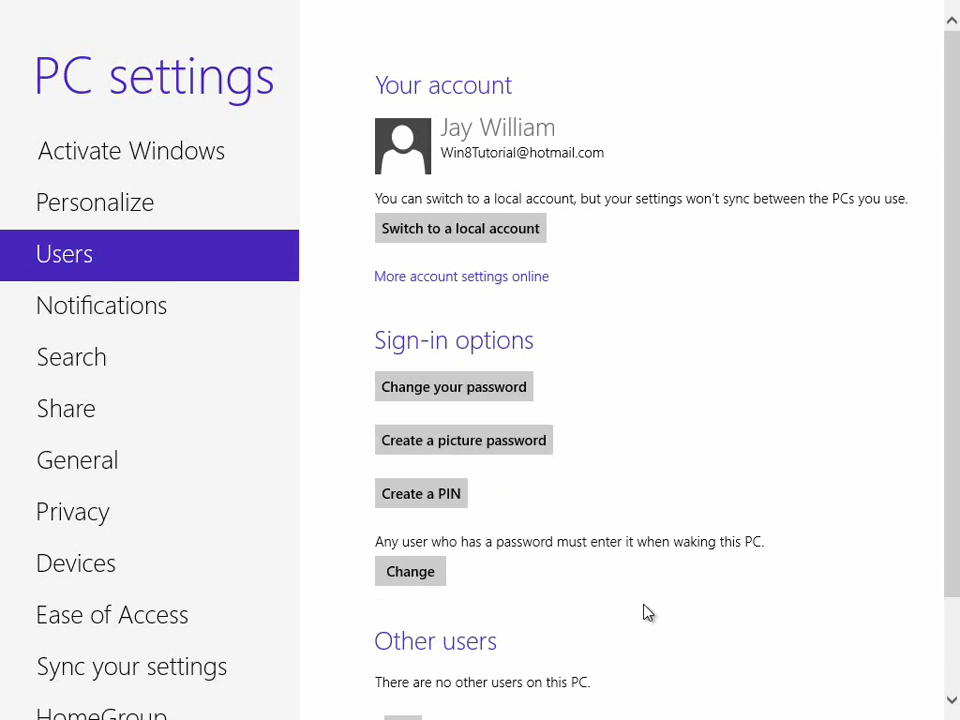 PC settings
Activate Windows
Personalize
Users
Notifications
Search
Share
General
Privacy
Devices
Ease of Access
Sync your settings
HomeGroup
Your account
Jay William
Win8Tutorial@hotmail.com
You can switch to a local account, but your settings won't sync between the PCs you use.
Switch to a local account
More account settings online
Sign-in options
Change your password
Create a picture password
Create a PIN
Any user who has a password must enter it when waking this PC.
Change
Other users
There are no other users on this PC.